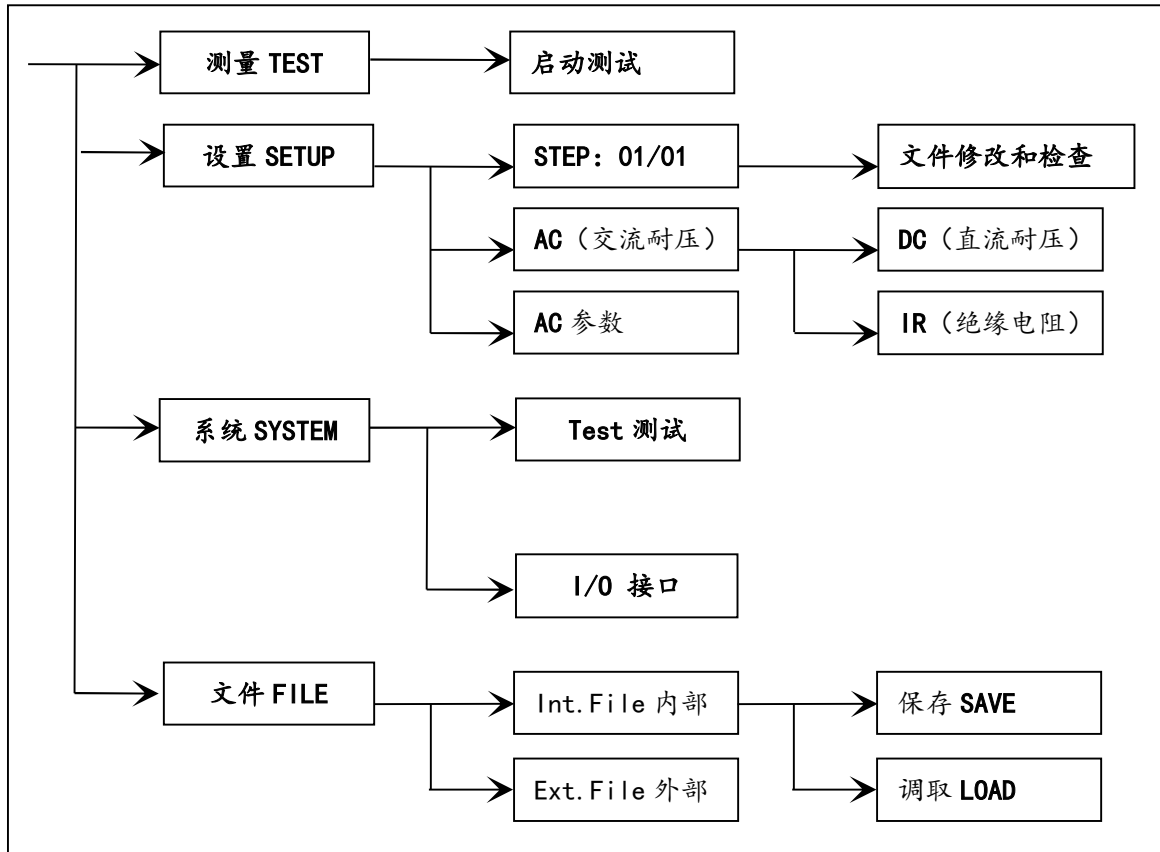 测量 TEST
启动测试
设置 SETUP
STEP: 01/01
文件修改和检查
AC（交流耐压）
DC（直流耐压）
AC 参数
IR（绝缘电阻）
系统 SYSTEM
Test 测试
I/O 接口
文件 FILE
Int.File 内部
保存 SAVE
Ext.File 外部
调取 LOAD